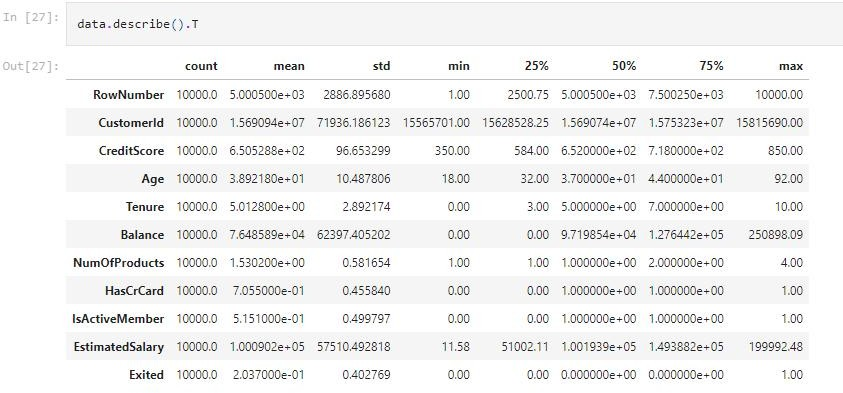 In [27]: data.describe().T
Out[27]: count mean std min 25% 50% 75% max
RowNumber 10000.0 5.000500e+03 2886.895680 1.00 2500.75 5.000500e+03 7.500250e+03 10000.00
CustomerId 10000.0 1.569094e+07 71936.186123 15565701.00 15628528.25 1.569074e+07 1.575323e+07 15815690.00
CreditScore 10000.0 6.505288e+02 96.653299 350.00 584.00 6.520000e+02 7.180000e+02 850.00
Age 10000.0 3.892180e+01 10.487806 18.00 32.00 3.700000e+01 4.400000e+01 92.00
Tenure 10000.0 5.012800e+00 2.892174 0.00 3.00 5.000000e+00 7.000000e+00 10.00
Balance 10000.0 7.648589e+04 62397.405202 0.00 0.00 9.719854e+04 1.276442e+05 250898.09
NumOfProducts 10000.0 1.530200e+00 0.581654 1.00 1.00 1.000000e+00 2.000000e+00 4.00
HasCrCard 10000.0 7.055000e-01 0.455840 0.00 0.00 1.000000e+00 1.000000e+00 1.00
IsActiveMember 10000.0 5.151000e-01 0.499797 0.00 0.00 1.000000e+00 1.000000e+00 1.00
EstimatedSalary 10000.0 1.000902e+05 57510.492818 11.58 51002.11 1.001939e+05 1.493882e+05 199992.48
Exited 10000.0 2.037000e-01 0.402769 0.00 0.00 0.000000e+00 0.000000e+00 1.00